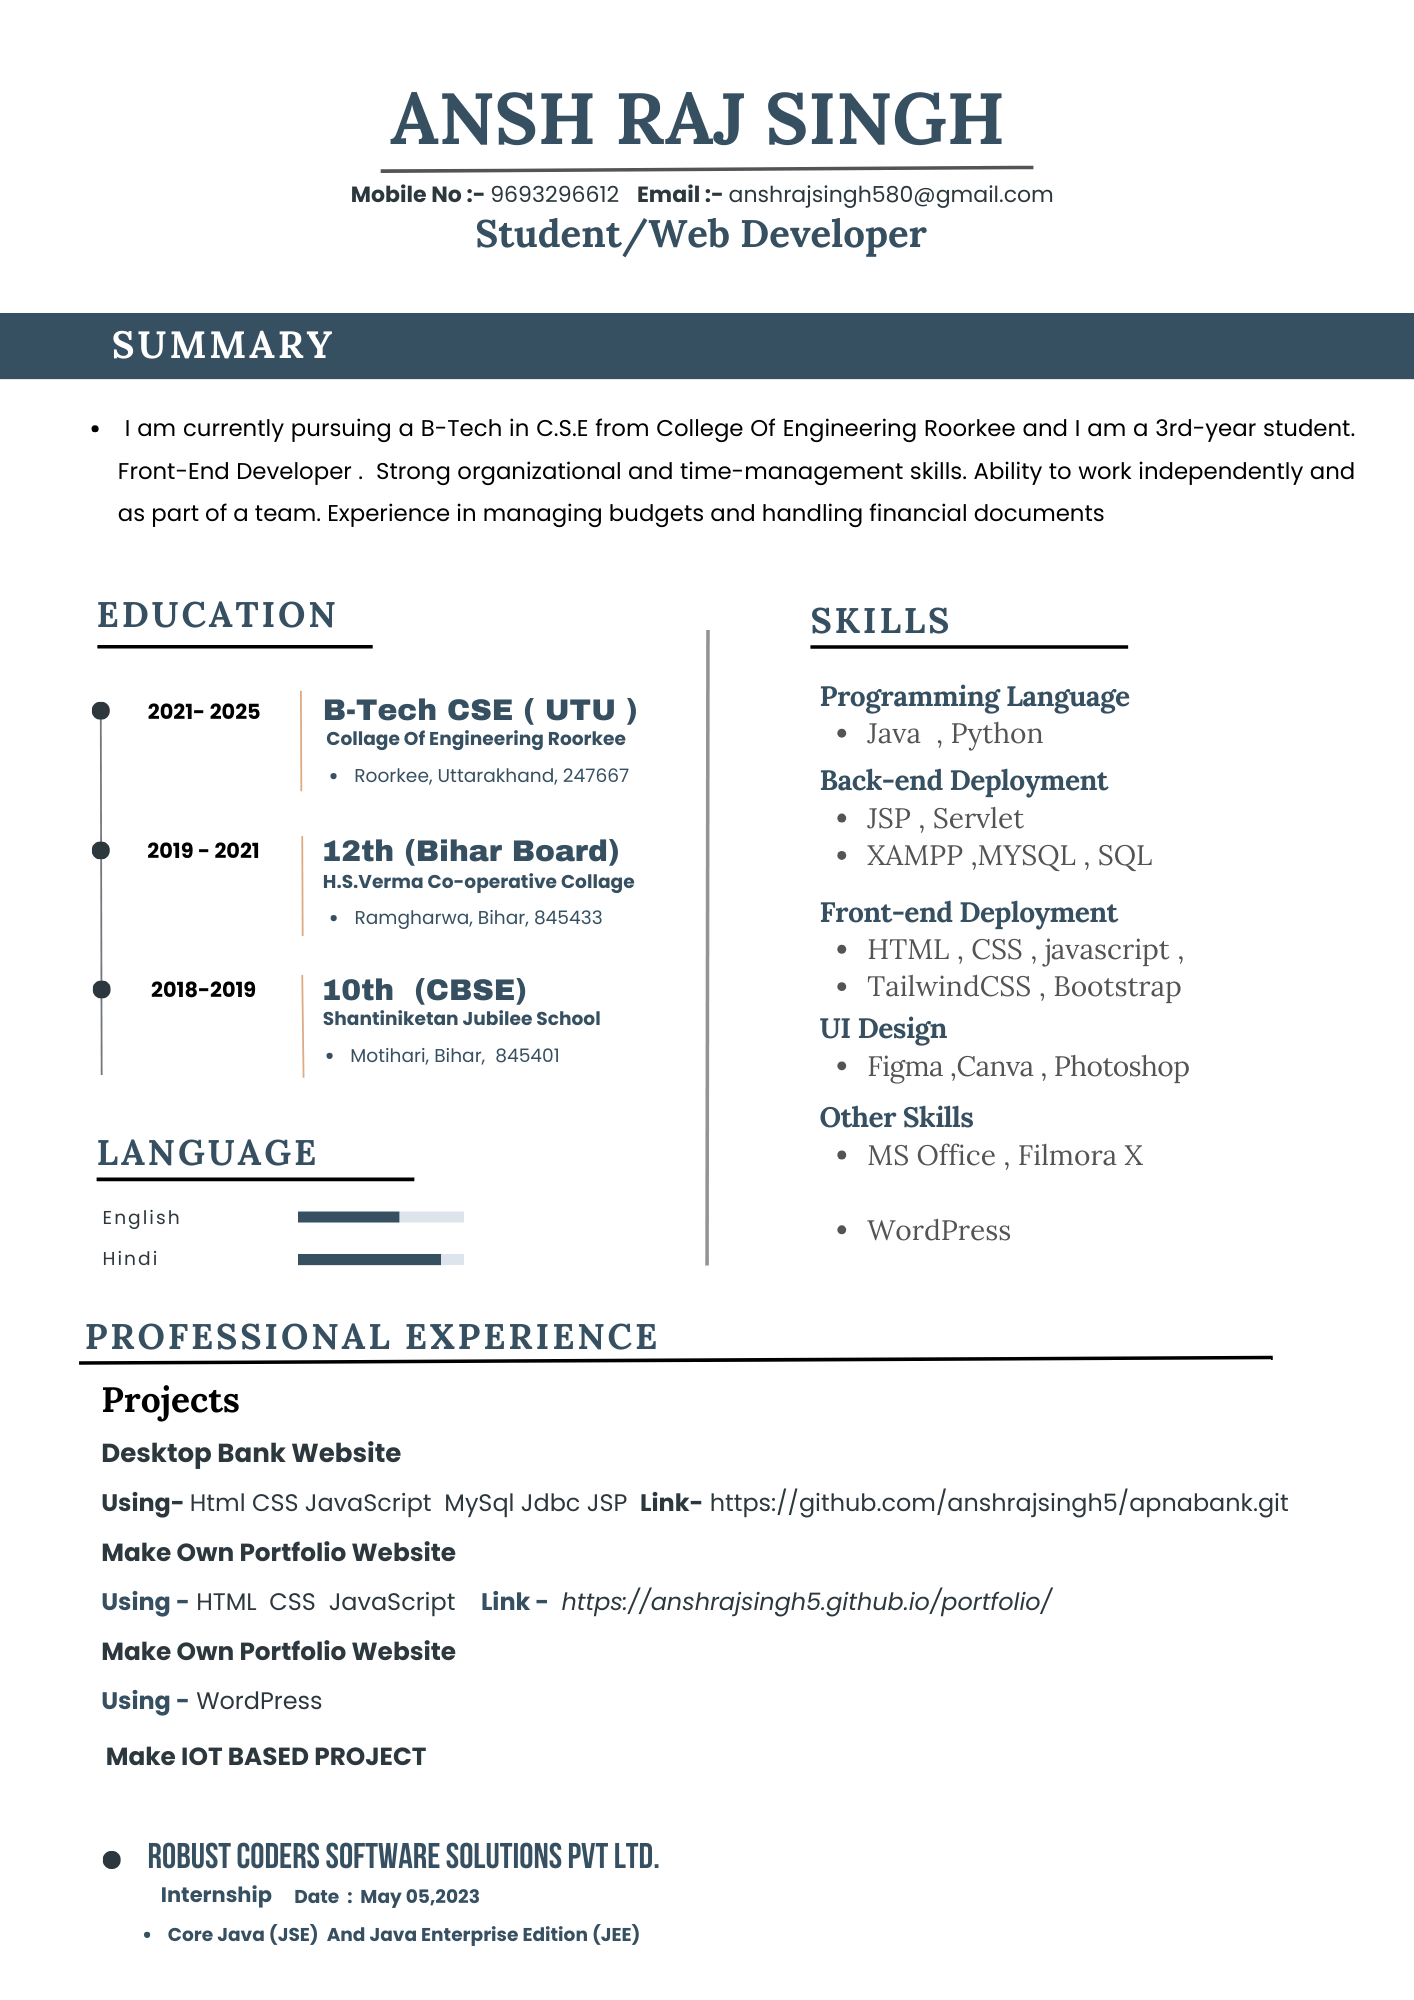 ANSH RAJ SINGH
Mobile No :- 9693296612 Email :- anshrajsingh580@gmail.com
Student/Web Developer
SUMMARY
• I am currently pursuing a B-Tech in C.S.E from College Of Engineering Roorkee and I am a 3rd-year student.
Front-End Developer . Strong organizational and time-management skills. Ability to work independently and
as part of a team. Experience in managing budgets and handling financial documents
EDUCATION
2021- 2025
B-Tech CSE ( UTU )
Collage Of Engineering Roorkee
• Roorkee, Uttarakhand, 247667
2019 - 2021
12th (Bihar Board)
H.S.Verma Co-operative Collage
• Ramgharwa, Bihar, 845433
2018-2019
10th (CBSE)
Shantiniketan Jubilee School
• Motihari, Bihar, 845401
LANGUAGE
English
Hindi
SKILLS
Programming Language
• Java , Python
Back-end Deployment
• JSP , Servlet
• XAMPP ,MYSQL , SQL
Front-end Deployment
• HTML , CSS , javascript ,
• TailwindCSS , Bootstrap
UI Design
• Figma ,Canva , Photoshop
Other Skills
• MS Office , Filmora X
• WordPress
PROFESSIONAL EXPERIENCE
Projects
Desktop Bank Website
Using- Html CSS JavaScript MySql Jdbc JSP Link- https://github.com/anshrajsingh5/apnabank.git
Make Own Portfolio Website
Using - HTML CSS JavaScript Link - https://anshrajsingh5.github.io/portfolio/
Make Own Portfolio Website
Using - WordPress
Make IOT BASED PROJECT
ROBUST CODERS SOFTWARE SOLUTIONS PVT LTD.
Internship Date : May 05,2023
• Core Java (JSE) And Java Enterprise Edition (JEE)